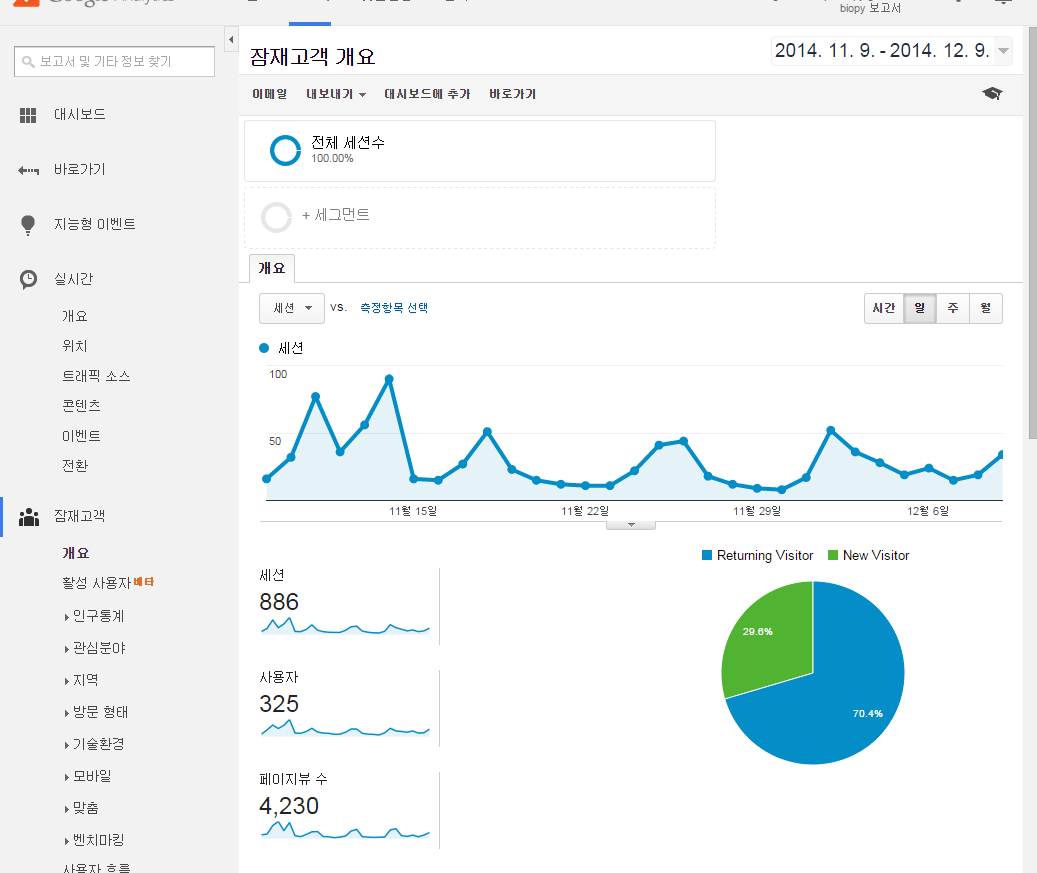 Google Analytics
biopy 보고서
보고서 및 기타 정보 찾기
대시보드
바로가기
지능형 이벤트
실시간
개요
위치
트래픽 소스
콘텐츠
이벤트
전환
잠재고객
개요
활성 사용자 베타
인구통계
관심분야
지역
방문 형태
기술환경
모바일
맞춤
벤치마킹
사용자 흐름
잠재고객 개요
2014. 11. 9. - 2014. 12. 9.
이메일 내보내기 대시보드에 추가 바로가기
전체 세션수
100.00%
+ 세그먼트
개요
세션 vs. 측정항목 선택
시간 일 주 월
세션
100
50
11월 15일 11월 22일 11월 29일 12월 6일
Returning Visitor New Visitor
세션
886
사용자
325
페이지뷰 수
4,230
29.6%
70.4%